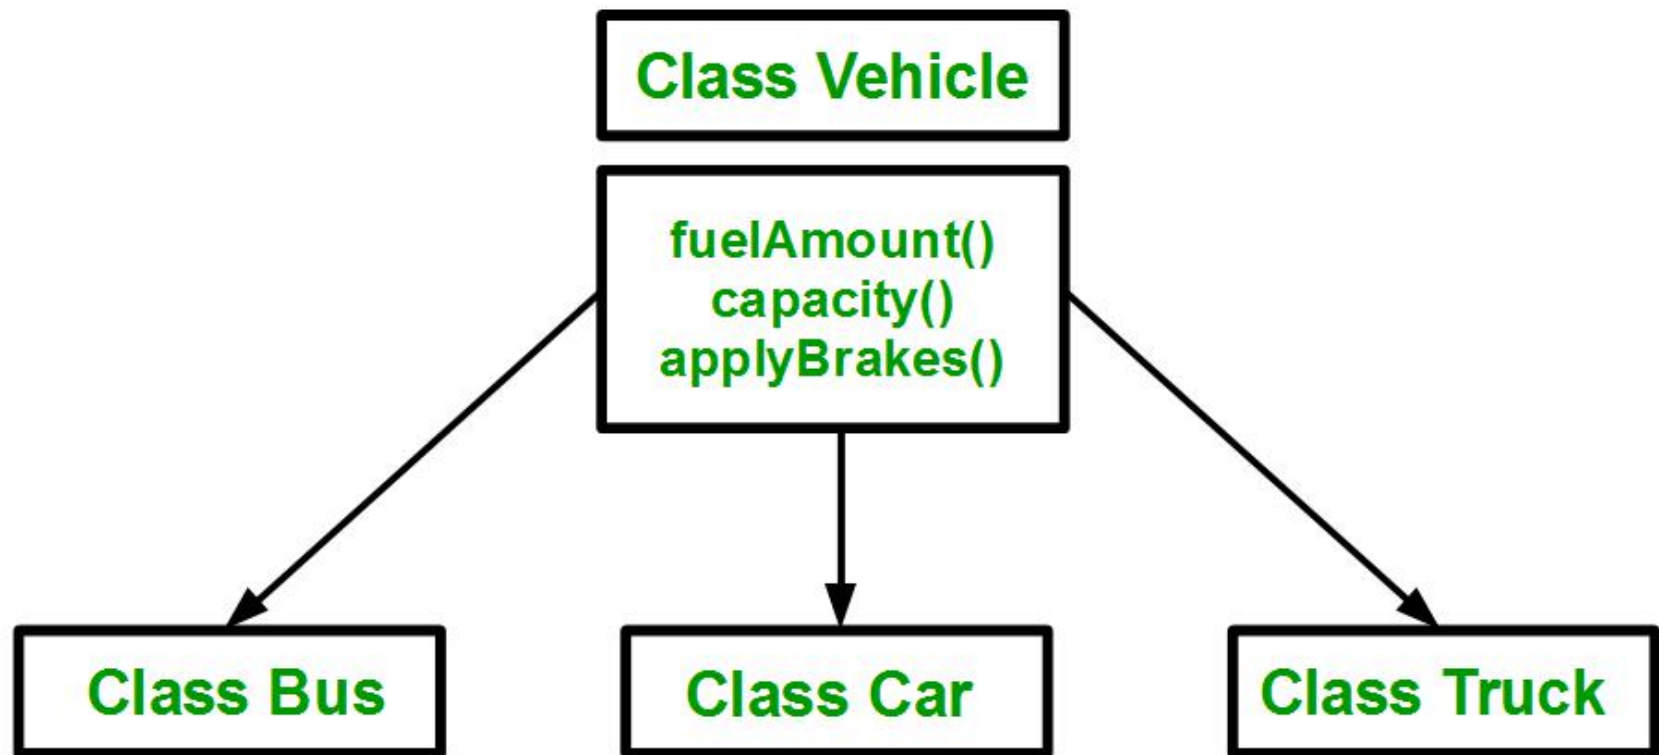 Class Vehicle
fuelAmount()
capacity()
applyBrakes()
Class Bus
Class Car
Class Truck